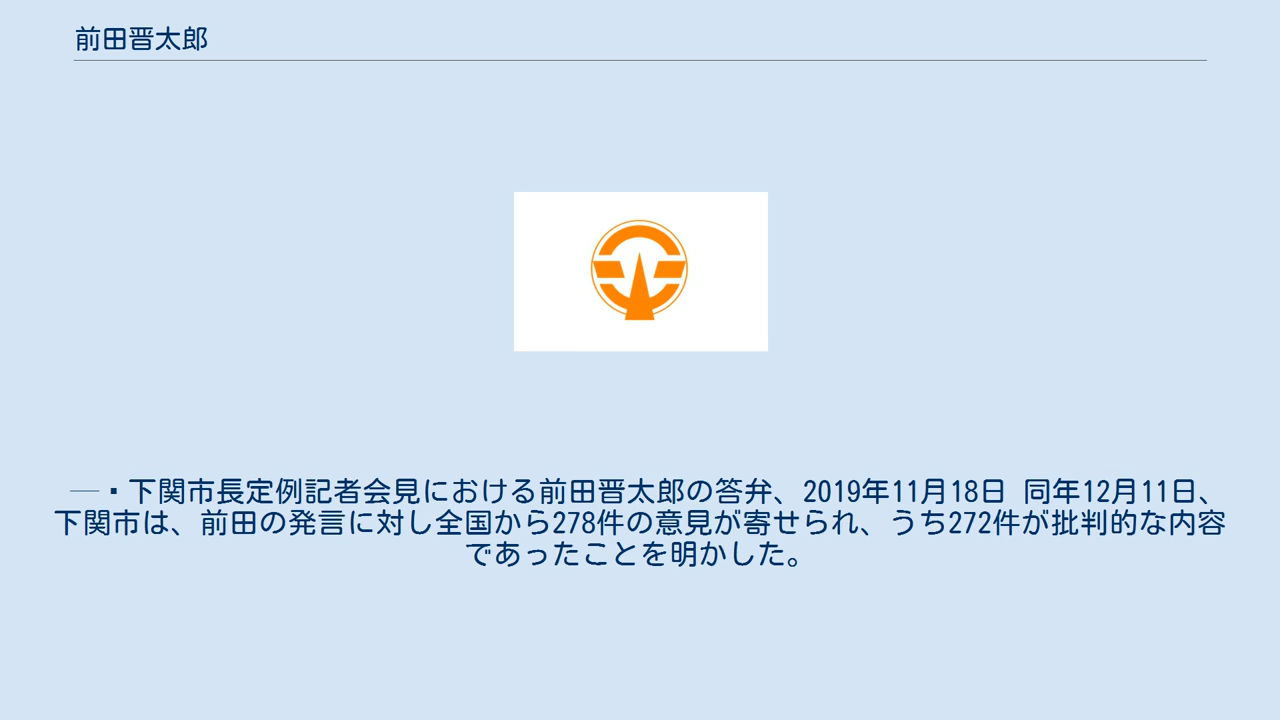 前田晋太郎
―▪下関市長定例記者会見における前田晋太郎の答弁、2019年11月18日 同年12月11日、
下関市は、前田の発言に対し全国から278件の意見が寄せられ、うち272件が批判的な内容
であったことを明かした。